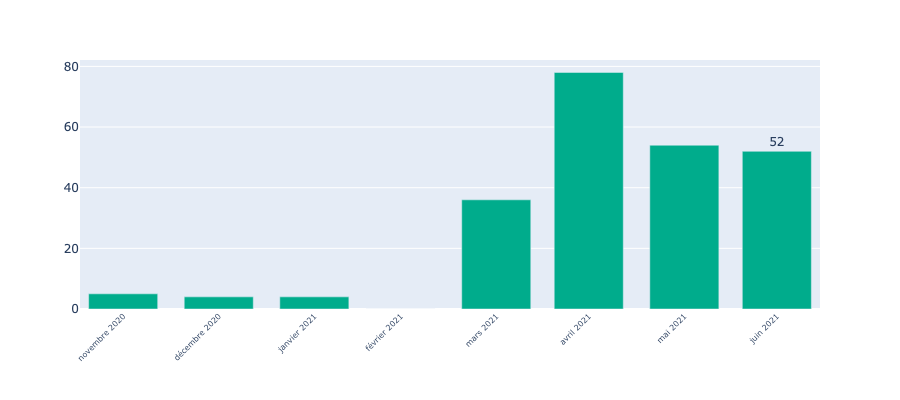 80
60
40
20
0
52
novembre 2020
décembre 2020
janvier 2021
février 2021
mars 2021
avril 2021
mai 2021
juin 2021